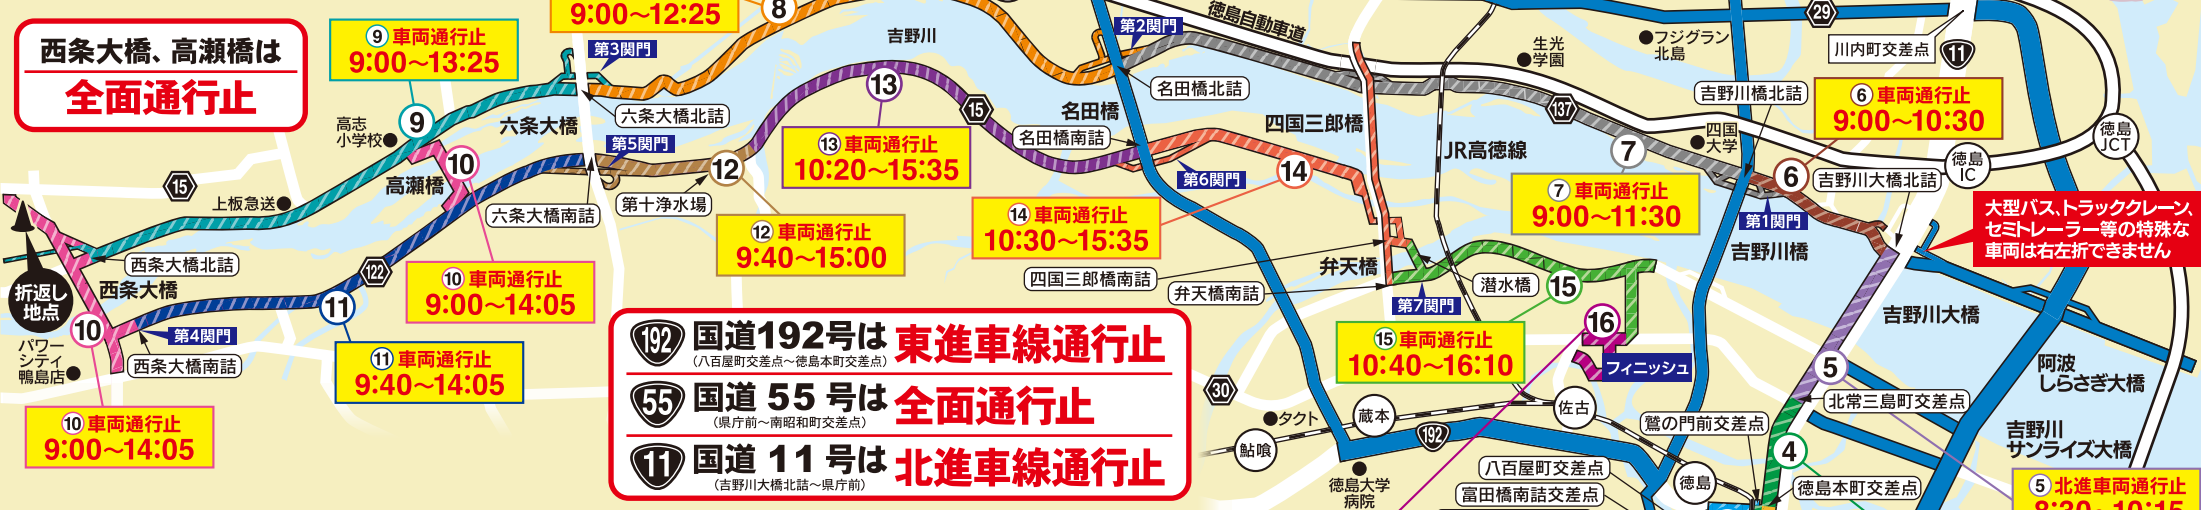 西条大橋、高瀬橋は
全面通行止
⑨ 車両通行止
9:00〜13:25
9:00〜12:25
8
第3関門
吉野川
徳島自動車道
第2関門
生光
学園
フジグラン
北島
29
川内町交差点
11
高志
小学校
9
六条大橋
六条大橋北詰
第5関門
13
15
⑬ 車両通行止
10:20〜15:35
名田橋
名田橋北詰
名田橋南詰
四国三郎橋
137
JR高徳線
吉野川橋北詰
⑥ 車両通行止
9:00〜10:30
四国
大学
徳島
JCT
徳島
IC
7
6
吉野川大橋北詰
⑦ 車両通行止
9:00〜11:30
第1関門
吉野川橋
大型バス、トラッククレーン、
セミトレーラー等の特殊な
車両は右左折できません
10
高瀬橋
15
上板急送
六条大橋南詰
第十浄水場
12
⑫ 車両通行止
9:40〜15:00
第6関門
14
⑭ 車両通行止
10:30〜15:35
弁天橋
四国三郎橋南詰
弁天橋南詰
第7関門
潜水橋
15
⑮ 車両通行止
10:40〜16:10
16
フィニッシュ
吉野川大橋
阿波
しらさぎ大橋
吉野川
サンライズ大橋
西条大橋北詰
西条大橋
折返し
地点
122
⑩ 車両通行止
9:00〜14:05
11
10
第4関門
西条大橋南詰
パワー
シティ
鴨島店
⑪ 車両通行止
9:40〜14:05
⑩ 車両通行止
9:00〜14:05
192 国道192号は 東進車線通行止
(八百屋町交差点〜徳島本町交差点)
55 国道 55 号は 全面通行止
(県庁前〜南昭和町交差点)
11 国道 11 号は 北進車線通行止
(吉野川大橋北詰〜県庁前)
30
タクト
蔵本
鮎喰
192
佐古
徳島大学
病院
鷲の門前交差点
八百屋町交差点
富田橋南詰交差点
徳島
5
北常三島町交差点
4
徳島本町交差点
⑤ 北進車両通行止
8:30〜10:15